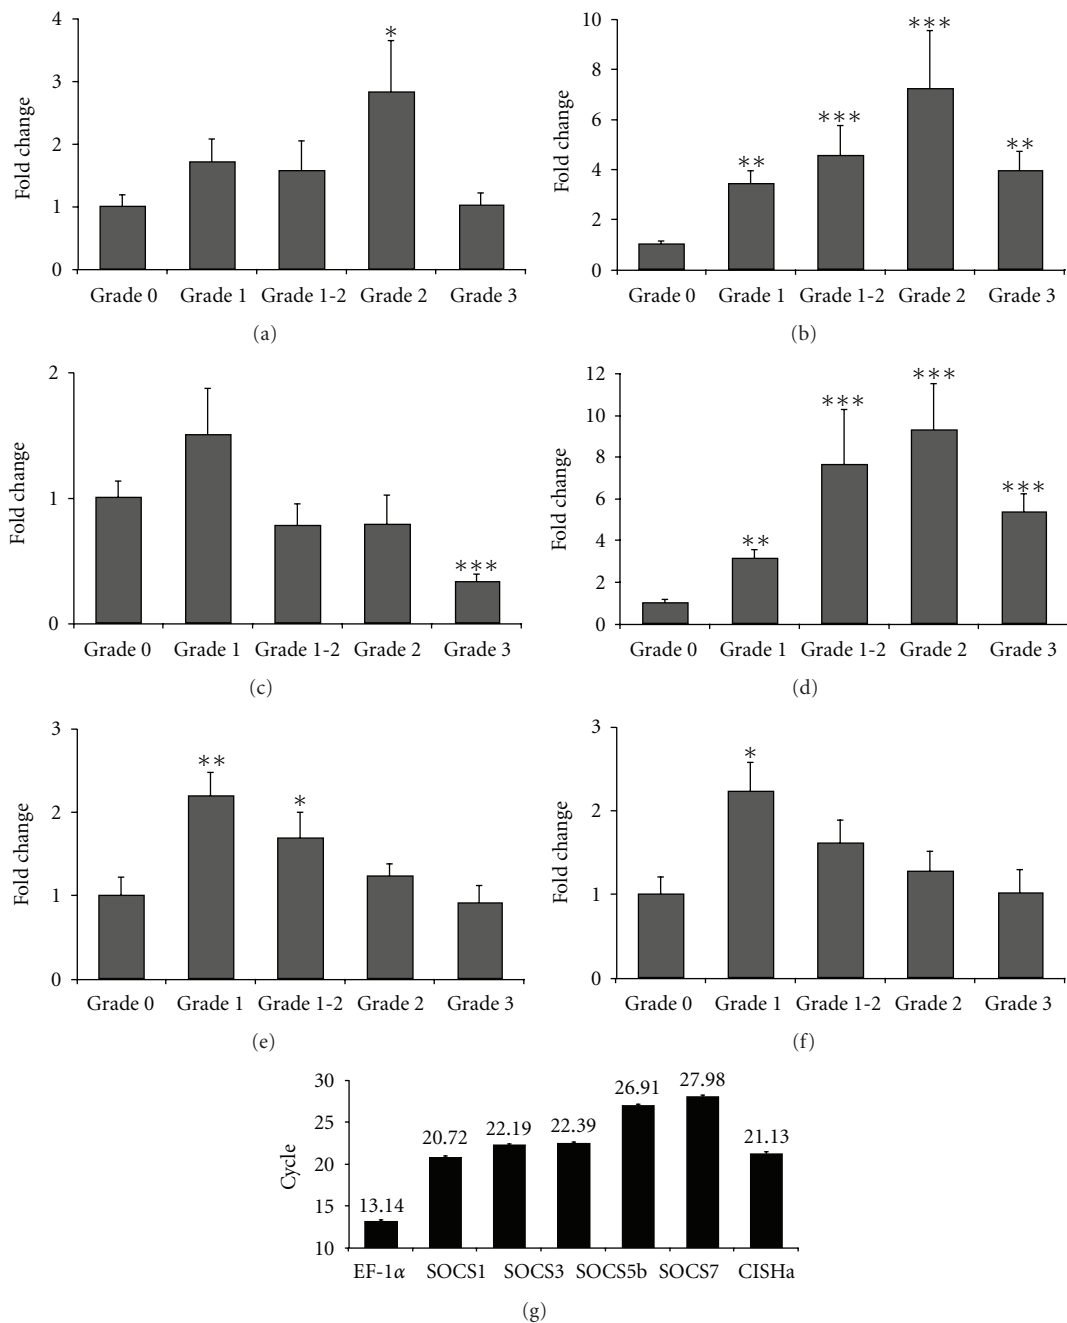 4
3
2
1
0
Fold change
*
Grade 0 Grade 1 Grade 1-2 Grade 2 Grade 3
(a)
10
8
6
4
2
0
Fold change
** *** *** **
Grade 0 Grade 1 Grade 1-2 Grade 2 Grade 3
(b)
2
1
0
Fold change
***
Grade 0 Grade 1 Grade 1-2 Grade 2 Grade 3
(c)
12
10
8
6
4
2
0
Fold change
** *** *** ***
Grade 0 Grade 1 Grade 1-2 Grade 2 Grade 3
(d)
3
2
1
0
Fold change
** *
Grade 0 Grade 1 Grade 1-2 Grade 2 Grade 3
(e)
3
2
1
0
Fold change
*
Grade 0 Grade 1 Grade 1-2 Grade 2 Grade 3
(f)
30
25
20
15
10
Cycle
13.14 20.72 22.19 22.39 26.91 27.98 21.13
EF-1α SOCS1 SOCS3 SOCS5b SOCS7 CISHa
(g)